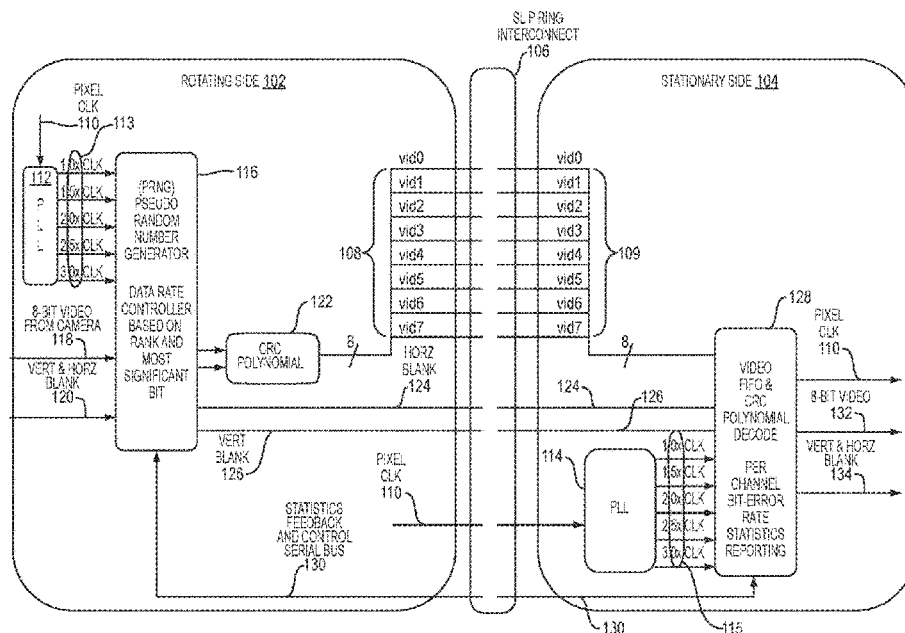 SLIP RING
INTERCONNECT
106
ROTATING SIDE 102
STATIONARY SIDE 104
PIXEL
CLK
110
113
112
PLL
1.0x CLK
1.5x CLK
2.0x CLK
2.5x CLK
3.0x CLK
116
(PRNG)
PSEUDO
RANDOM
NUMBER
GENERATOR
DATA RATE
CONTROLLER
BASED ON
RANK AND
MOST
SIGNIFICANT
BIT
8-BIT VIDEO
FROM CAMERA
118
VERT & HORZ
BLANK
120
122
CRC
POLYNOMIAL
8
108
vid0
vid1
vid2
vid3
vid4
vid5
vid6
vid7
HORZ
BLANK
124
VERT
BLANK
126
PIXEL
CLK
110
STATISTICS
FEEDBACK
AND CONTROL
SERIAL BUS
130
vid0
vid1
vid2
vid3
vid4
vid5
vid6
vid7
109
8
124
126
114
PLL
1.0x CLK
1.5x CLK
2.0x CLK
2.5x CLK
3.0x CLK
115
130
128
VIDEO
FIFO &
CRC
POLYNOMIAL
DECODE
PER
CHANNEL
BIT-ERROR
RATE
STATISTICS
REPORTING
PIXEL
CLK
110
8-BIT VIDEO
132
VERT & HORZ
BLANK
134